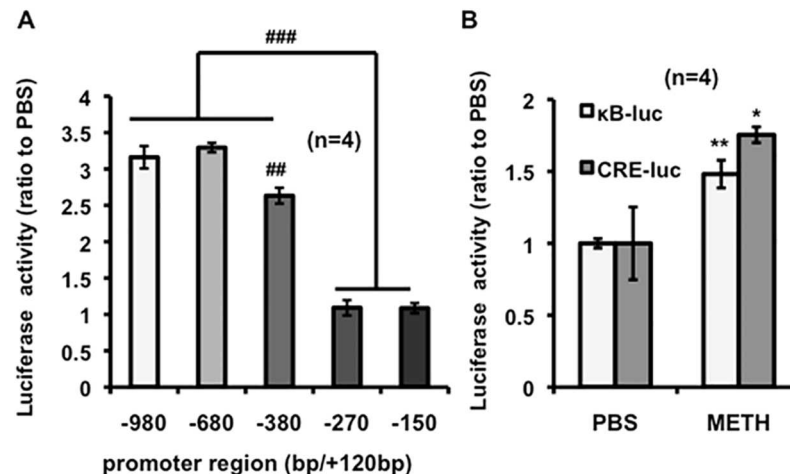 A
###
Luciferase activity (ratio to PBS)
4
3.5
3
2.5
2
1.5
1
0.5
0
(n=4)
##
-980 -680 -380 -270 -150
promoter region (bp/+120bp)
B
(n=4)
Luciferase activity (ratio to PBS)
2
1.5
1
0.5
0
κB-luc
CRE-luc
** *
PBS METH